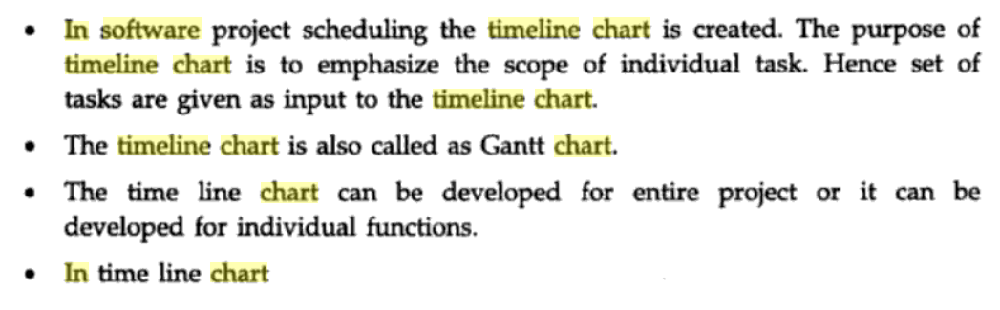 • In software project scheduling the timeline chart is created. The purpose of
timeline chart is to emphasize the scope of individual task. Hence set of
tasks are given as input to the timeline chart.
• The timeline chart is also called as Gantt chart.
• The time line chart can be developed for entire project or it can be
developed for individual functions.
• In time line chart